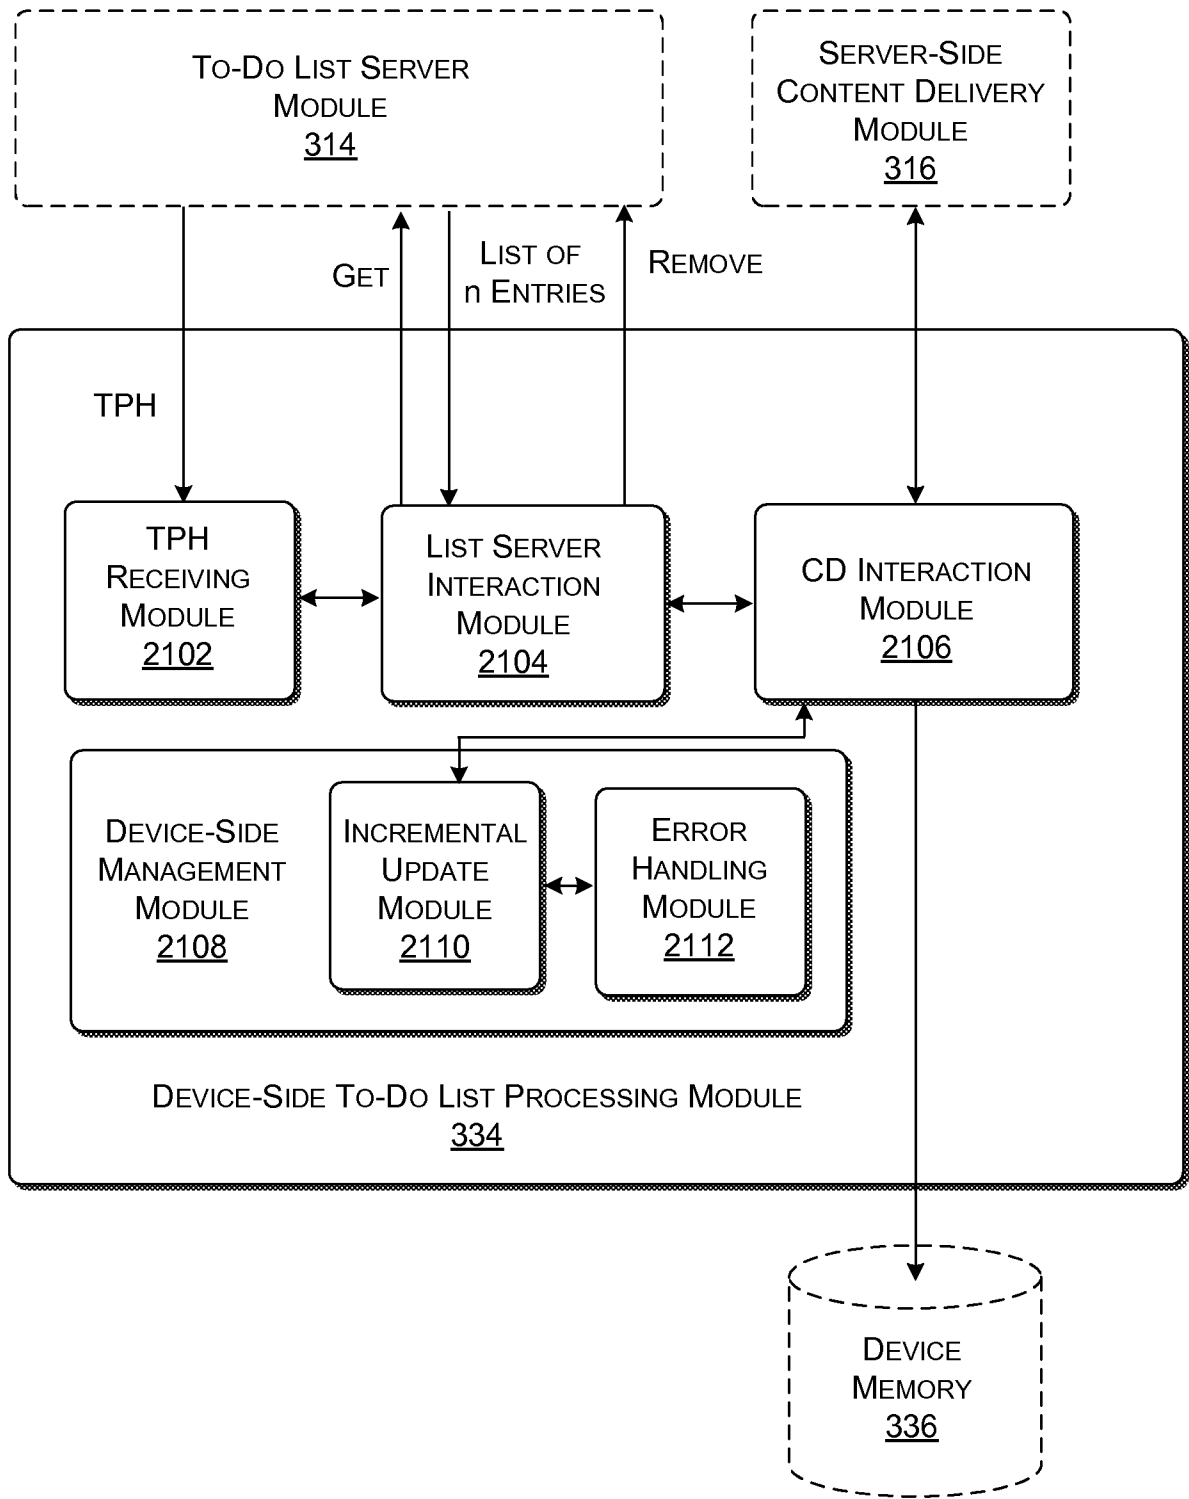 TO-DO LIST SERVER
MODULE
314
SERVER-SIDE
CONTENT DELIVERY
MODULE
316
GET
LIST OF
n ENTRIES
REMOVE
TPH
TPH
RECEIVING
MODULE
2102
LIST SERVER
INTERACTION
MODULE
2104
CD INTERACTION
MODULE
2106
DEVICE-SIDE
MANAGEMENT
MODULE
2108
INCREMENTAL
UPDATE
MODULE
2110
ERROR
HANDLING
MODULE
2112
DEVICE-SIDE TO-DO LIST PROCESSING MODULE
334
DEVICE
MEMORY
336